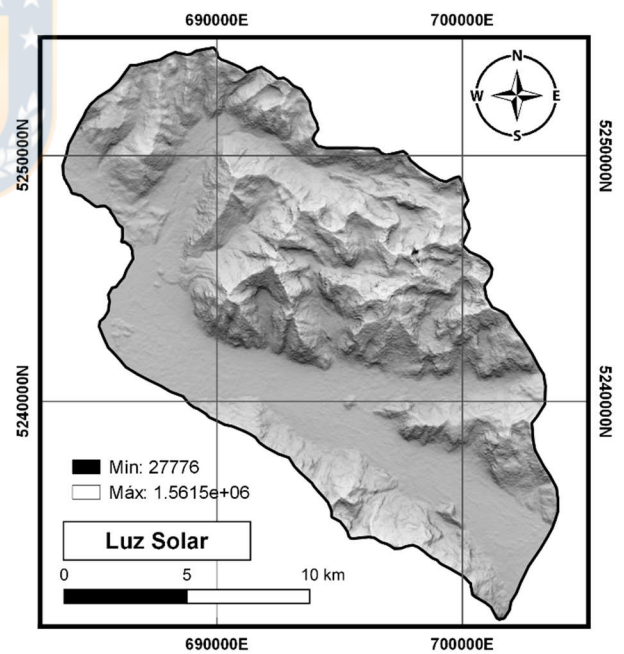 690000E 700000E
N
W E
S
5250000N 5250000N
5240000N 5240000N
Min: 27776
Máx: 1.5615e+06
Luz Solar
0 5 10 km
690000E 700000E